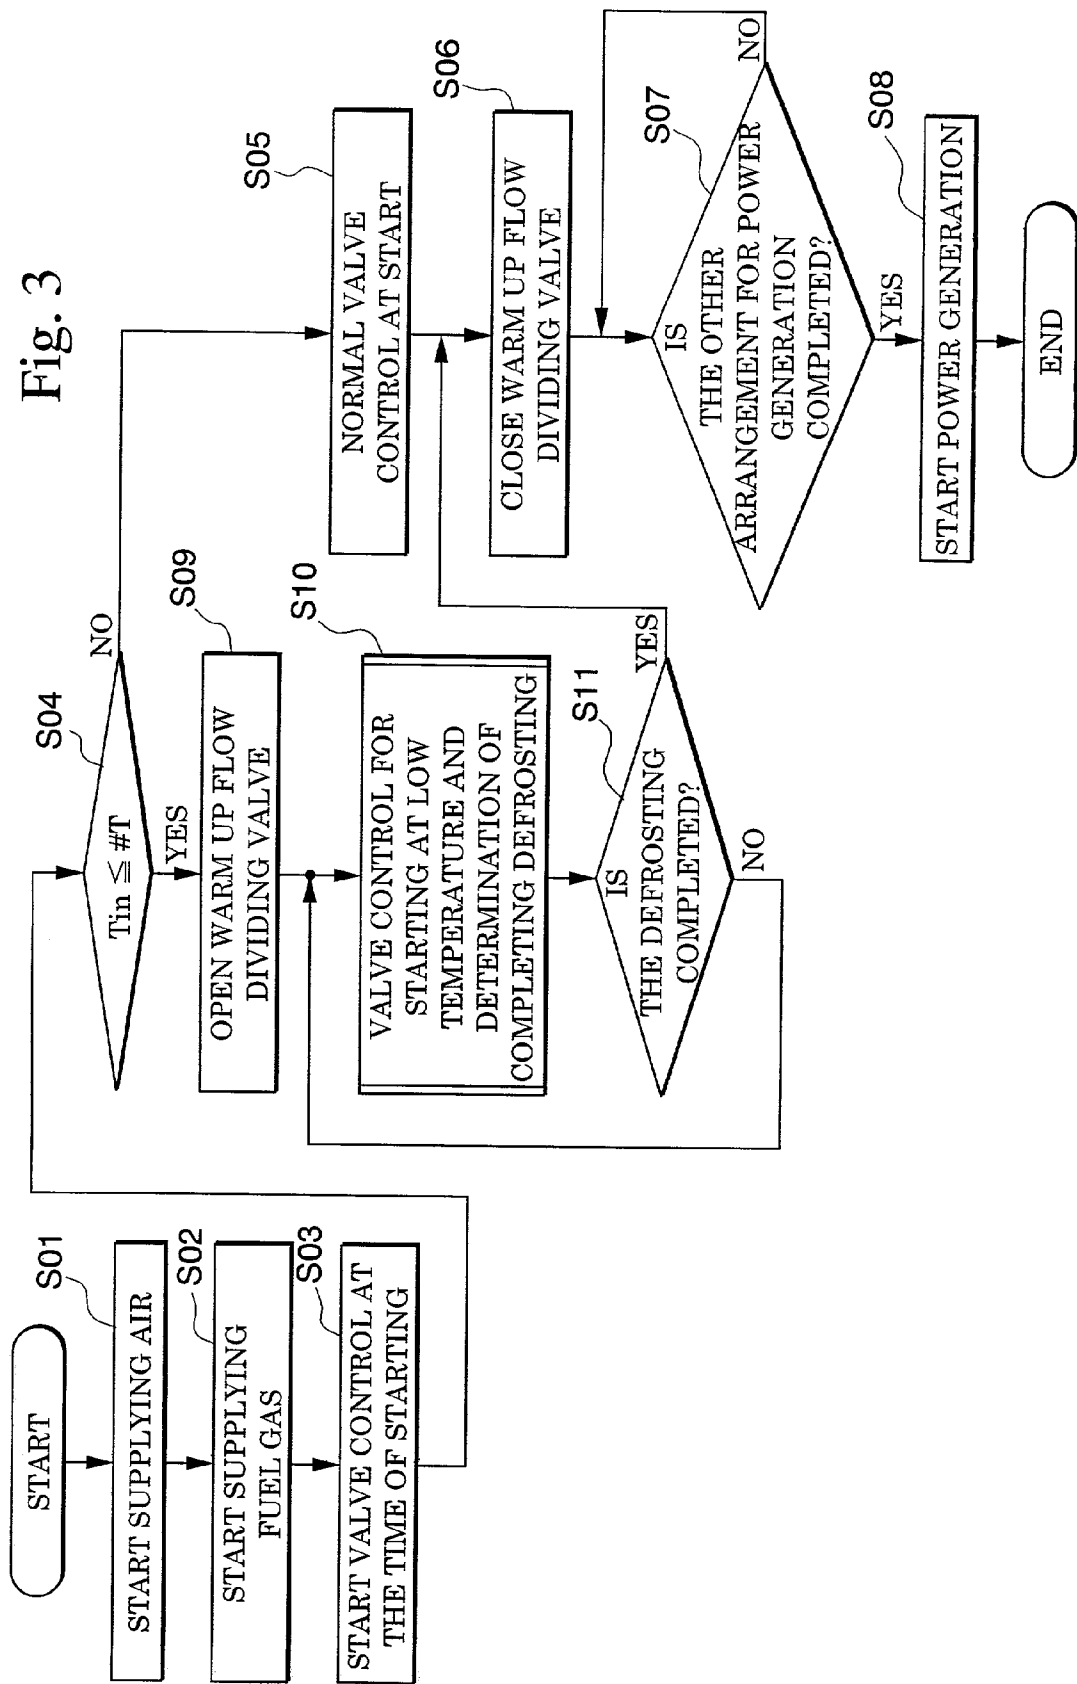 Fig. 3
START
S01
START SUPPLYING AIR
S02
START SUPPLYING
FUEL GAS
S03
START VALVE CONTROL AT
THE TIME OF STARTING
S04
Tin ≦ #T
NO
YES
S09
OPEN WARM UP FLOW
DIVIDING VALVE
S10
VALVE CONTROL FOR
STARTING AT LOW
TEMPERATURE AND
DETERMINATION OF
COMPLETING DEFROSTING
S11
IS
THE DEFROSTING
COMPLETED?
YES
NO
S05
NORMAL VALVE
CONTROL AT START
S06
CLOSE WARM UP FLOW
DIVIDING VALVE
S07
IS
THE OTHER
ARRANGEMENT FOR POWER
GENERATION
COMPLETED?
NO
YES
S08
START POWER GENERATION
END